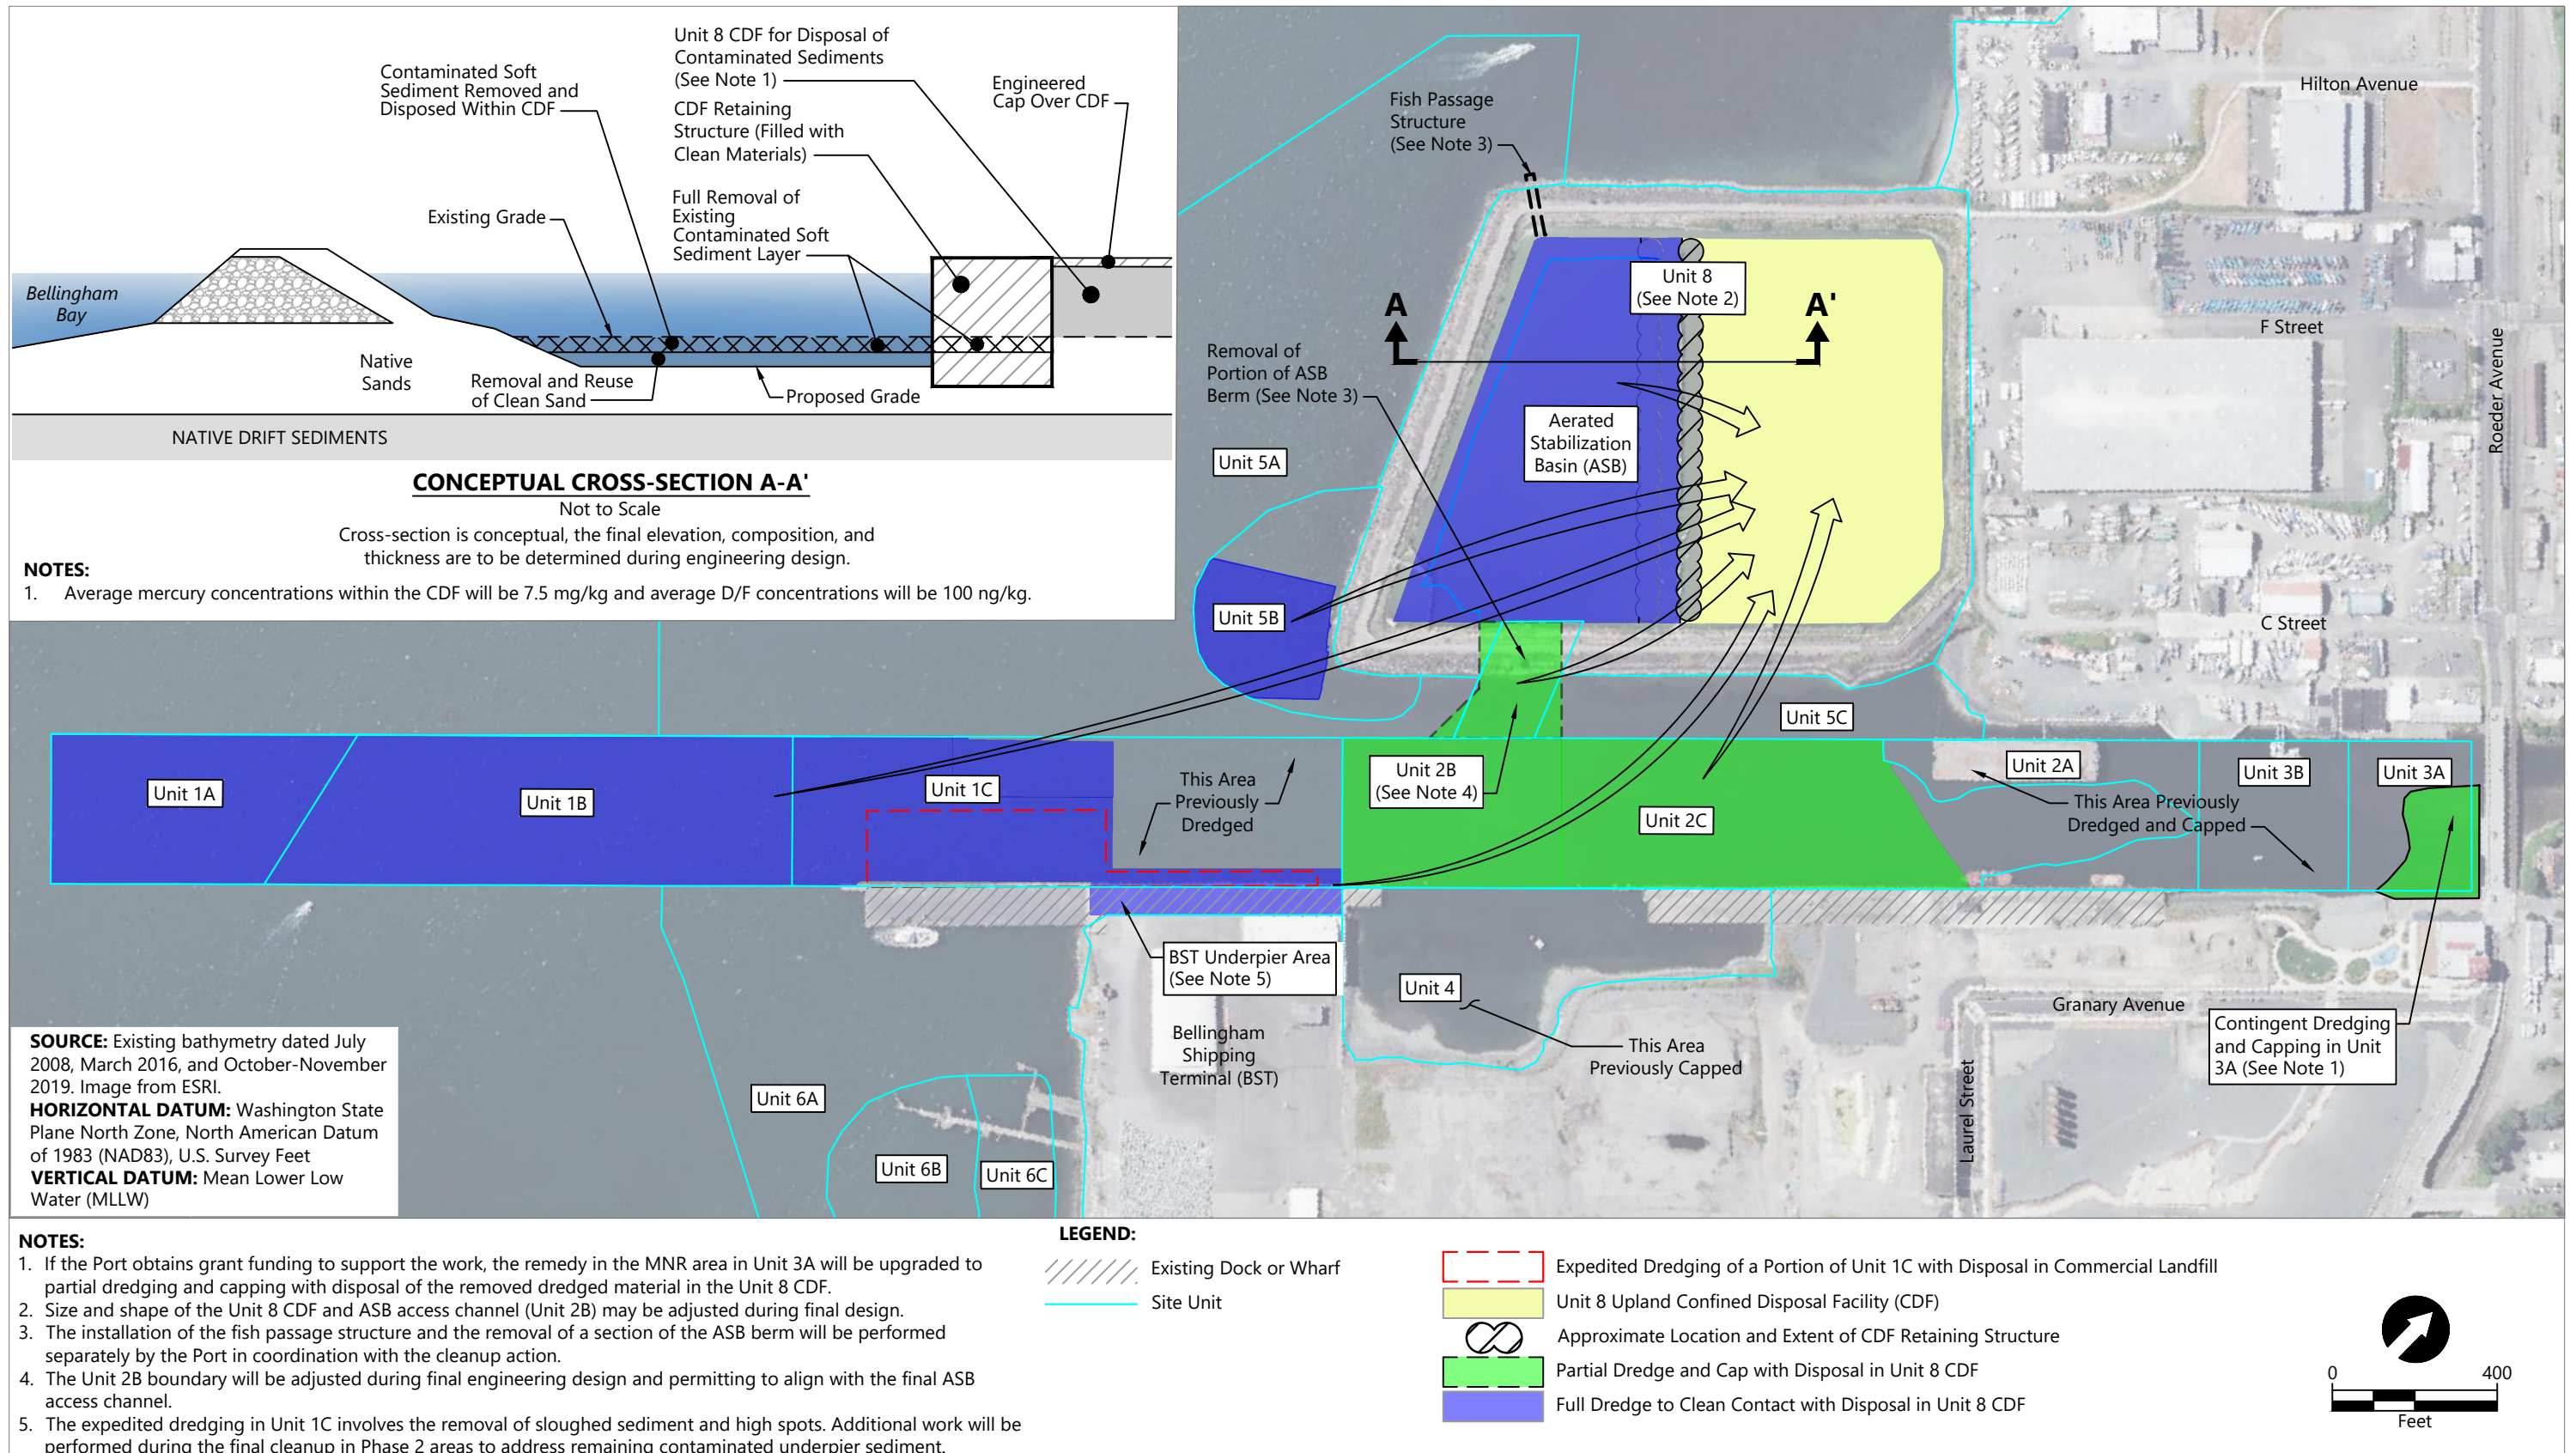 Unit 8 CDF for Disposal of
Contaminated Sediments
(See Note 1)
Contaminated Soft
Sediment Removed and
Disposed Within CDF
Engineered
Cap Over CDF
CDF Retaining
Structure (Filled with
Clean Materials)
Full Removal of
Existing
Contaminated Soft
Sediment Layer
Existing Grade
Bellingham
Bay
Native
Sands
Removal and Reuse
of Clean Sand
Proposed Grade
NATIVE DRIFT SEDIMENTS
CONCEPTUAL CROSS-SECTION A-A'
Not to Scale
Cross-section is conceptual, the final elevation, composition, and
thickness are to be determined during engineering design.
NOTES:
1. Average mercury concentrations within the CDF will be 7.5 mg/kg and average D/F concentrations will be 100 ng/kg.
Fish Passage
Structure
(See Note 3)
Hilton Avenue
Unit 8
(See Note 2)
A
A'
F Street
Roeder Avenue
Removal of
Portion of ASB
Berm (See Note 3)
Aerated
Stabilization
Basin (ASB)
Unit 5A
Unit 5B
C Street
Unit 5C
Unit 1A
Unit 1B
Unit 1C
This Area
Previously
Dredged
Unit 2B
(See Note 4)
Unit 2C
Unit 2A
Unit 3B
Unit 3A
This Area Previously
Dredged and Capped
BST Underpier Area
(See Note 5)
Unit 4
Granary Avenue
Bellingham
Shipping
Terminal (BST)
This Area
Previously Capped
Laurel Street
Contingent Dredging
and Capping in Unit
3A (See Note 1)
Unit 6A
Unit 6B
Unit 6C
SOURCE: Existing bathymetry dated July
2008, March 2016, and October-November
2019. Image from ESRI.
HORIZONTAL DATUM: Washington State
Plane North Zone, North American Datum
of 1983 (NAD83), U.S. Survey Feet
VERTICAL DATUM: Mean Lower Low
Water (MLLW)
NOTES:
1. If the Port obtains grant funding to support the work, the remedy in the MNR area in Unit 3A will be upgraded to
partial dredging and capping with disposal of the removed dredged material in the Unit 8 CDF.
2. Size and shape of the Unit 8 CDF and ASB access channel (Unit 2B) may be adjusted during final design.
3. The installation of the fish passage structure and the removal of a section of the ASB berm will be performed
separately by the Port in coordination with the cleanup action.
4. The Unit 2B boundary will be adjusted during final engineering design and permitting to align with the final ASB
access channel.
5. The expedited dredging in Unit 1C involves the removal of sloughed sediment and high spots. Additional work will be
performed during the final cleanup in Phase 2 areas to address remaining contaminated underpier sediment.
LEGEND:
Existing Dock or Wharf
Site Unit
Expedited Dredging of a Portion of Unit 1C with Disposal in Commercial Landfill
Unit 8 Upland Confined Disposal Facility (CDF)
Approximate Location and Extent of CDF Retaining Structure
Partial Dredge and Cap with Disposal in Unit 8 CDF
Full Dredge to Clean Contact with Disposal in Unit 8 CDF
0 400
Feet